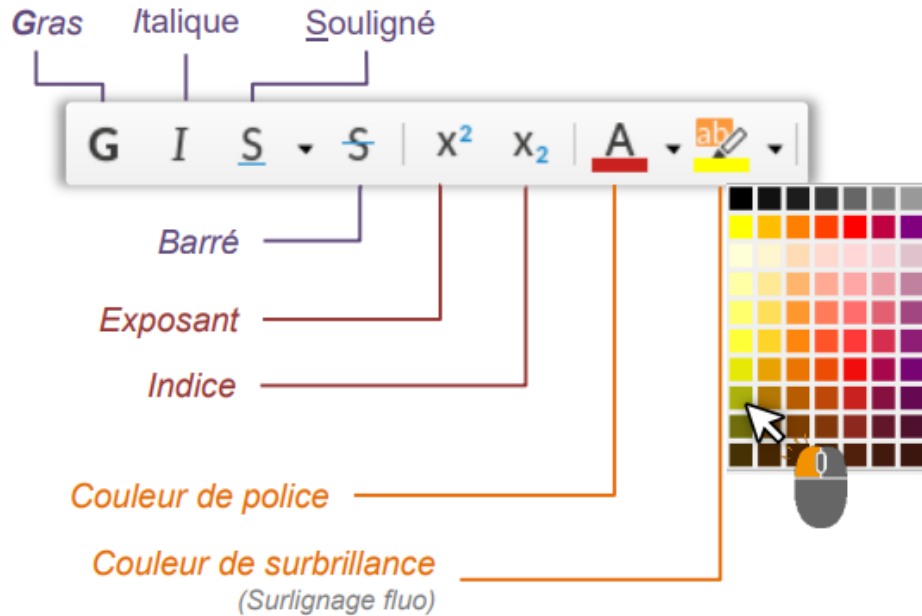 Gras Italique Souligné
G I S S x² x₂ A ab
Barré
Exposant
Indice
Couleur de police
Couleur de surbrillance
(Surlignage fluo)